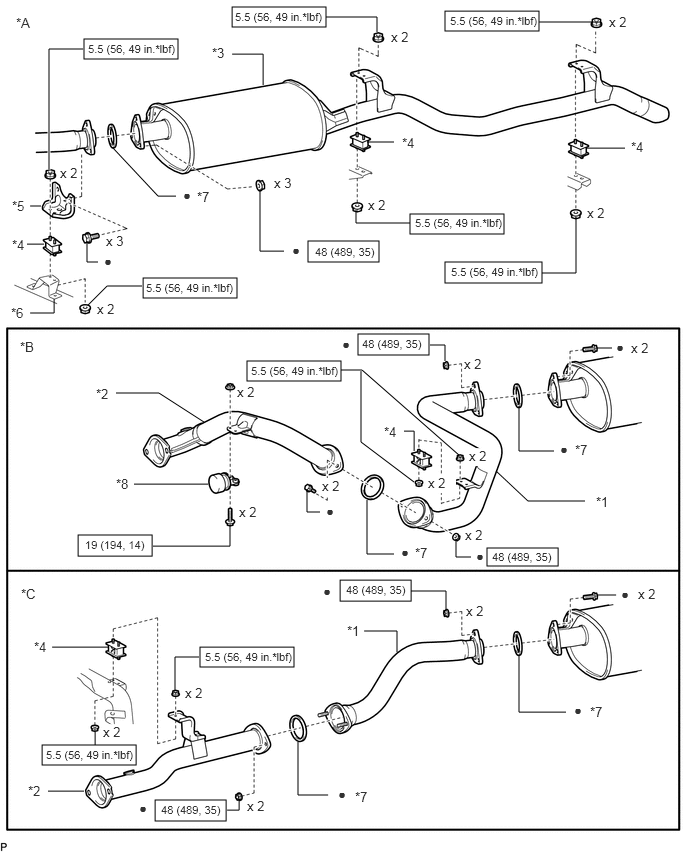 *A
5.5 (56, 49 in.*lbf)
x 2
5.5 (56, 49 in.*lbf)
x 2
5.5 (56, 49 in.*lbf)
*3
*4
*4
x 2
● *7
x 3
*5
x 2
x 2
*4
x 3
●
5.5 (56, 49 in.*lbf)
● 48 (489, 35)
5.5 (56, 49 in.*lbf)
5.5 (56, 49 in.*lbf)
*6
x 2
*B
● 48 (489, 35)
● x 2
5.5 (56, 49 in.*lbf)
x 2
*2
x 2
*4
● *7
x 2
*8
x 2
x 2
*1
x 2
●
x 2
19 (194, 14)
● *7
● 48 (489, 35)
*C
● 48 (489, 35)
● x 2
x 2
*1
*4
5.5 (56, 49 in.*lbf)
x 2
● *7
x 2
5.5 (56, 49 in.*lbf)
*2
● *7
● 48 (489, 35)
x 2
P